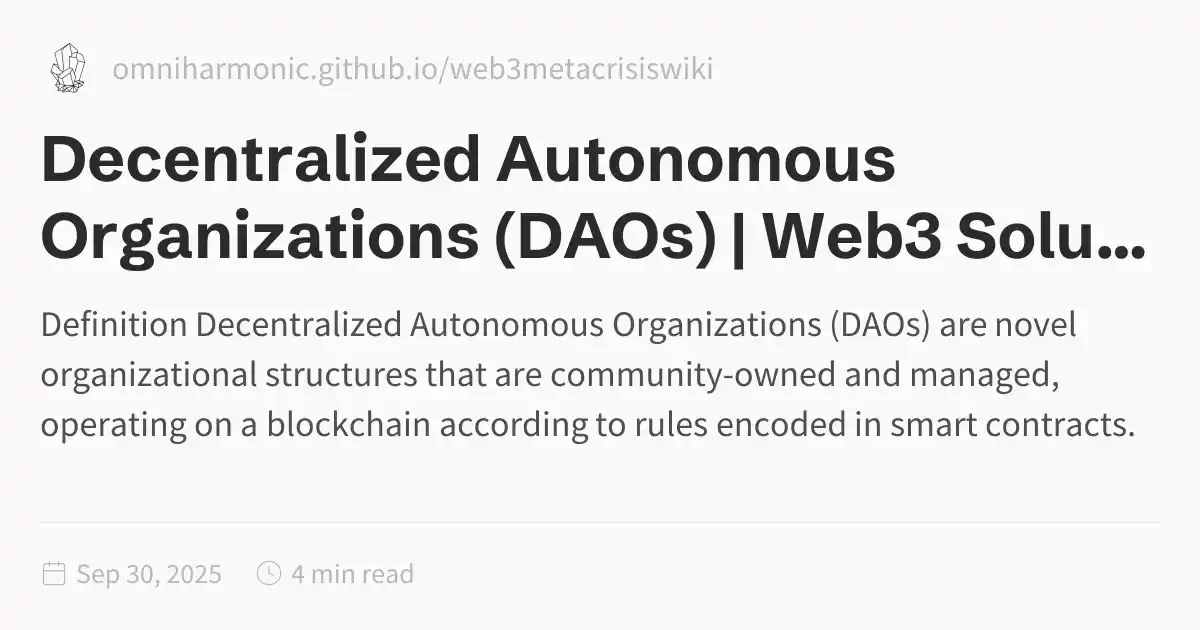 omniharmonic.github.io/web3metacrisiswiki
Decentralized Autonomous
Organizations (DAOs) | Web3 Solu...
Definition Decentralized Autonomous Organizations (DAOs) are novel
organizational structures that are community-owned and managed,
operating on a blockchain according to rules encoded in smart contracts.
Sep 30, 2025 4 min read